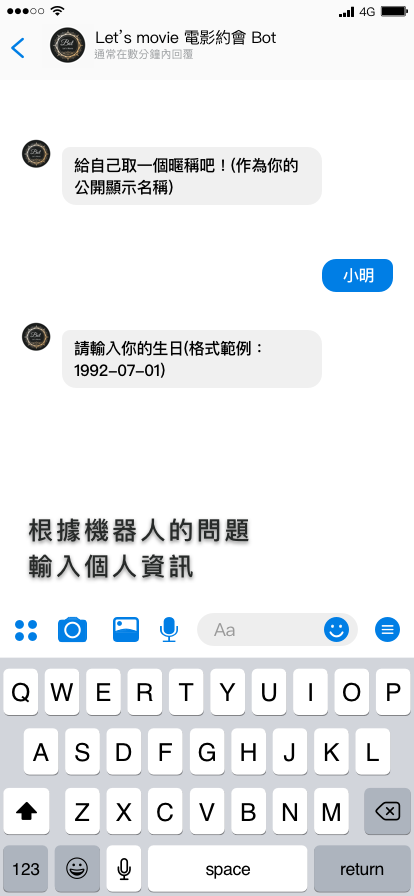 4G
Let's movie 電影約會 Bot
通常在數分鐘內回覆
給自己取一個暱稱吧！(作為你的
公開顯示名稱)
小明
請輸入你的生日(格式範例：
1992–07–01)
根據機器人的問題
輸入個人資訊
Aa
Q W E R T Y U I O P
A S D F G H J K L
Z X C V B N M
123 space return